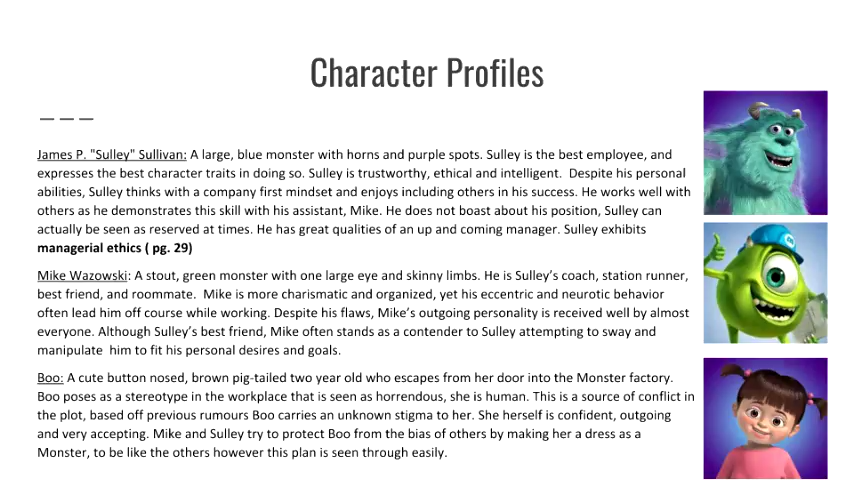 Character Profiles
James P. "Sulley" Sullivan: A large, blue monster with horns and purple spots. Sulley is the best employee, and
expresses the best character traits in doing so. Sulley is trustworthy, ethical and intelligent.  Despite his personal
abilities, Sulley thinks with a company first mindset and enjoys including others in his success. He works well with
others as he demonstrates this skill with his assistant, Mike. He does not boast about his position, Sulley can
actually be seen as reserved at times. He has great qualities of an up and coming manager. Sulley exhibits
managerial ethics ( pg. 29)
Mike Wazowski: A stout, green monster with one large eye and skinny limbs. He is Sulley’s coach, station runner,
best friend, and roommate.  Mike is more charismatic and organized, yet his eccentric and neurotic behavior
often lead him off course while working. Despite his flaws, Mike’s outgoing personality is received well by almost
everyone. Although Sulley’s best friend, Mike often stands as a contender to Sulley attempting to sway and
manipulate  him to fit his personal desires and goals.
Boo: A cute button nosed, brown pig-tailed two year old who escapes from her door into the Monster factory.
Boo poses as a stereotype in the workplace that is seen as horrendous, she is human. This is a source of conflict in
the plot, based off previous rumours Boo carries an unknown stigma to her. She herself is confident, outgoing
and very accepting. Mike and Sulley try to protect Boo from the bias of others by making her a dress as a
Monster, to be like the others however this plan is seen through easily.